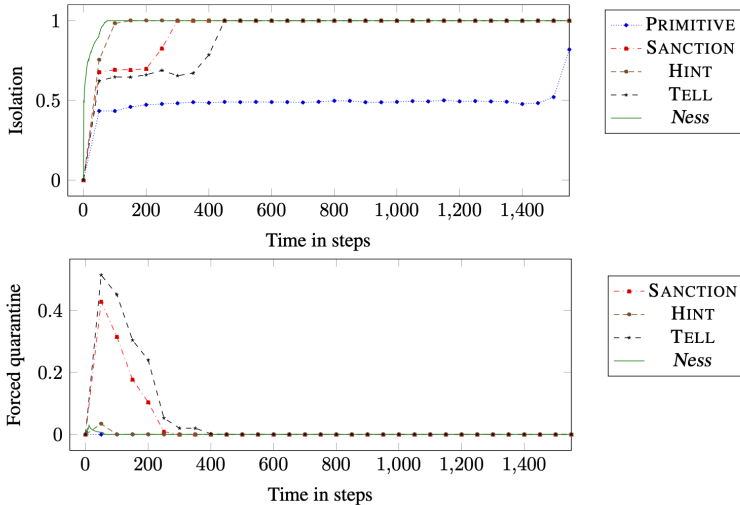 1
0.5
0
Isolation
0 200 400 600 800 1,000 1,200 1,400
Time in steps
PRIMITIVE
SANCTION
HINT
TELL
Ness
0.4
0.2
0
Forced quarantine
0 200 400 600 800 1,000 1,200 1,400
Time in steps
SANCTION
HINT
TELL
Ness